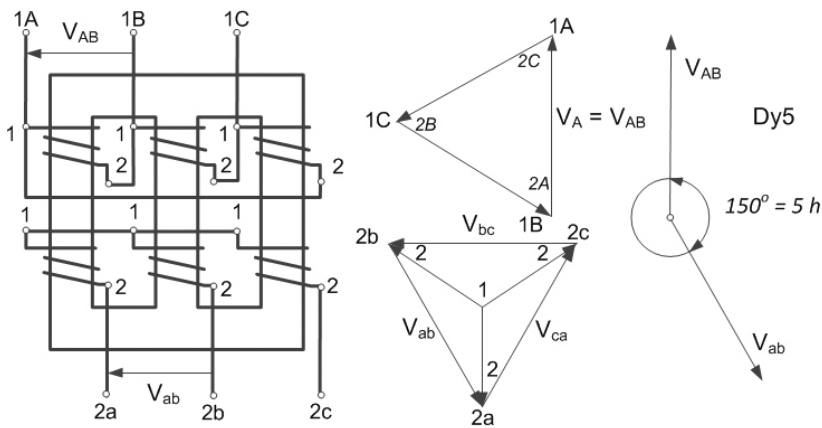 1A
1B
1C
V_AB
1
1
1
2
2
2
1
1
1
2
2
2
V_ab
2a
2b
2c
1A
2C
1C
2B
V_A = V_AB
2A
1B
V_bc
2b
2c
2
2
1
V_ab
V_ca
2
2a
V_AB
Dy5
150° = 5 h
V_ab